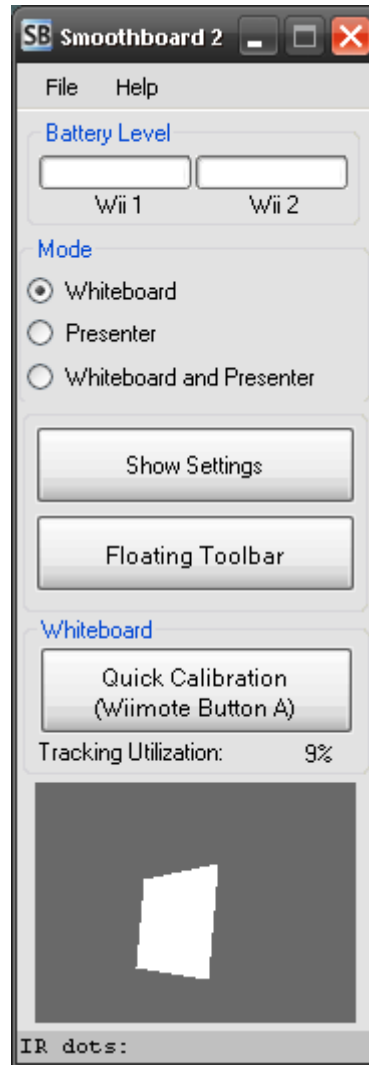 SB Smoothboard 2
File Help
Battery Level
Wii 1 Wii 2
Mode
Whiteboard
Presenter
Whiteboard and Presenter
Show Settings
Floating Toolbar
Whiteboard
Quick Calibration
(Wiimote Button A)
Tracking Utilization: 9%
IR dots: